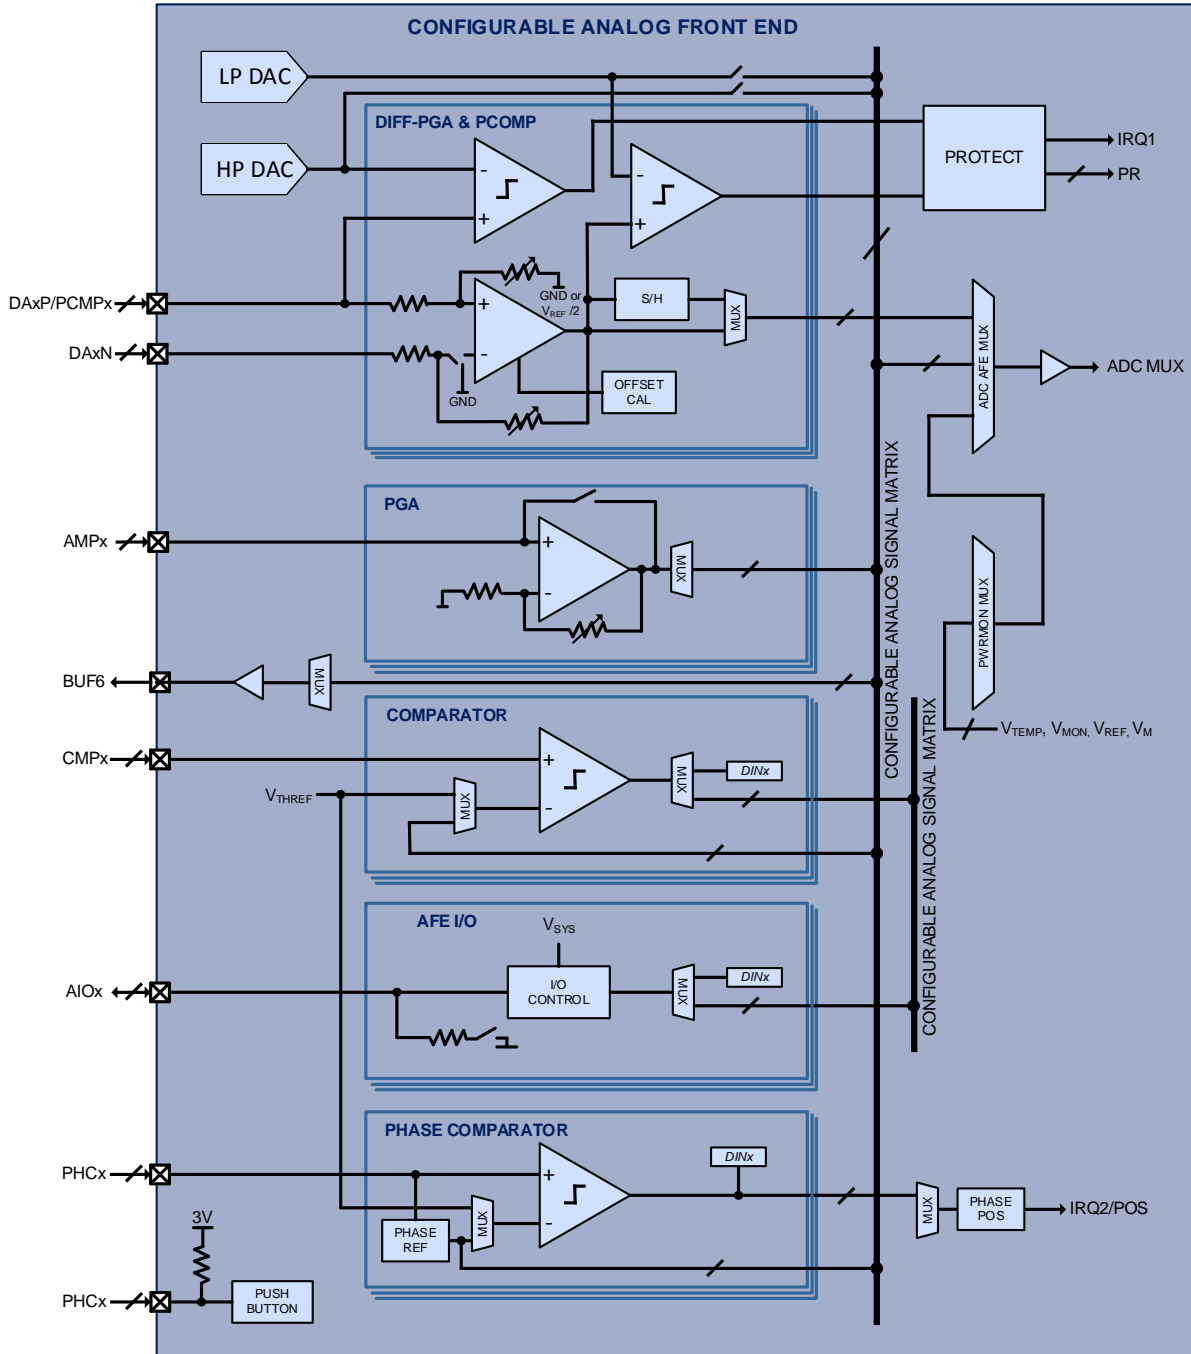 CONFIGURABLE ANALOG FRONT END
LP DAC
HP DAC
DIFF-PGA & PCOMP
-
+
-
+
PROTECT
IRQ1
PR
DAxP/PCMPx
DAxN
+
-
GND or
VREF /2
GND
S/H
MUX
OFFSET
CAL
ADC AFE MUX
ADC MUX
CONFIGURABLE ANALOG SIGNAL MATRIX
PGA
AMPx
+
-
MUX
PWRMON MUX
VTEMP, VMON, VREF, VM
BUF6
MUX
COMPARATOR
CMPx
VTHREF
MUX
+
-
MUX
DINx
CONFIGURABLE ANALOG SIGNAL MATRIX
AFE I/O
VSYS
AIOx
I/O
CONTROL
MUX
DINx
PHASE COMPARATOR
PHCx
PHASE
REF
MUX
+
-
DINx
MUX
PHASE
POS
IRQ2/POS
3V
PHCx
PUSH
BUTTON